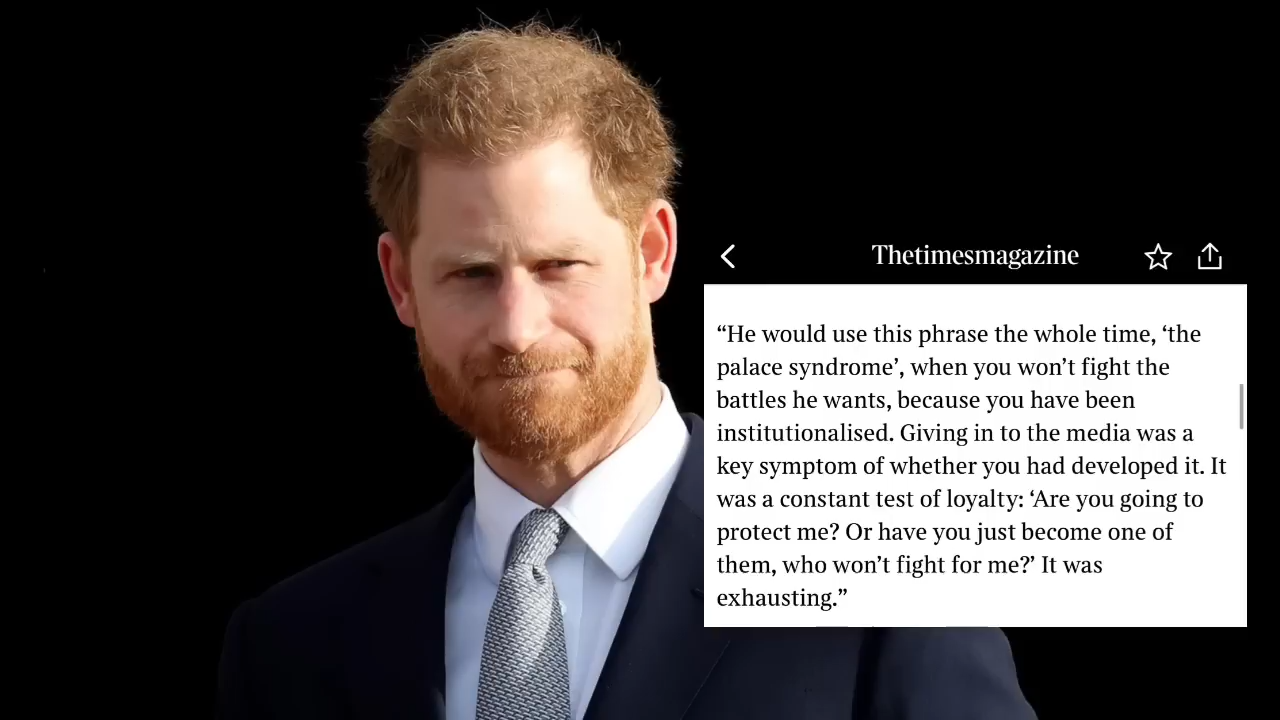 Thetimesmagazine
“He would use this phrase the whole time, ‘the
palace syndrome’, when you won’t fight the
battles he wants, because you have been
institutionalised. Giving in to the media was a
key symptom of whether you had developed it. It
was a constant test of loyalty: ‘Are you going to
protect me? Or have you just become one of
them, who won’t fight for me?’ It was
exhausting.”